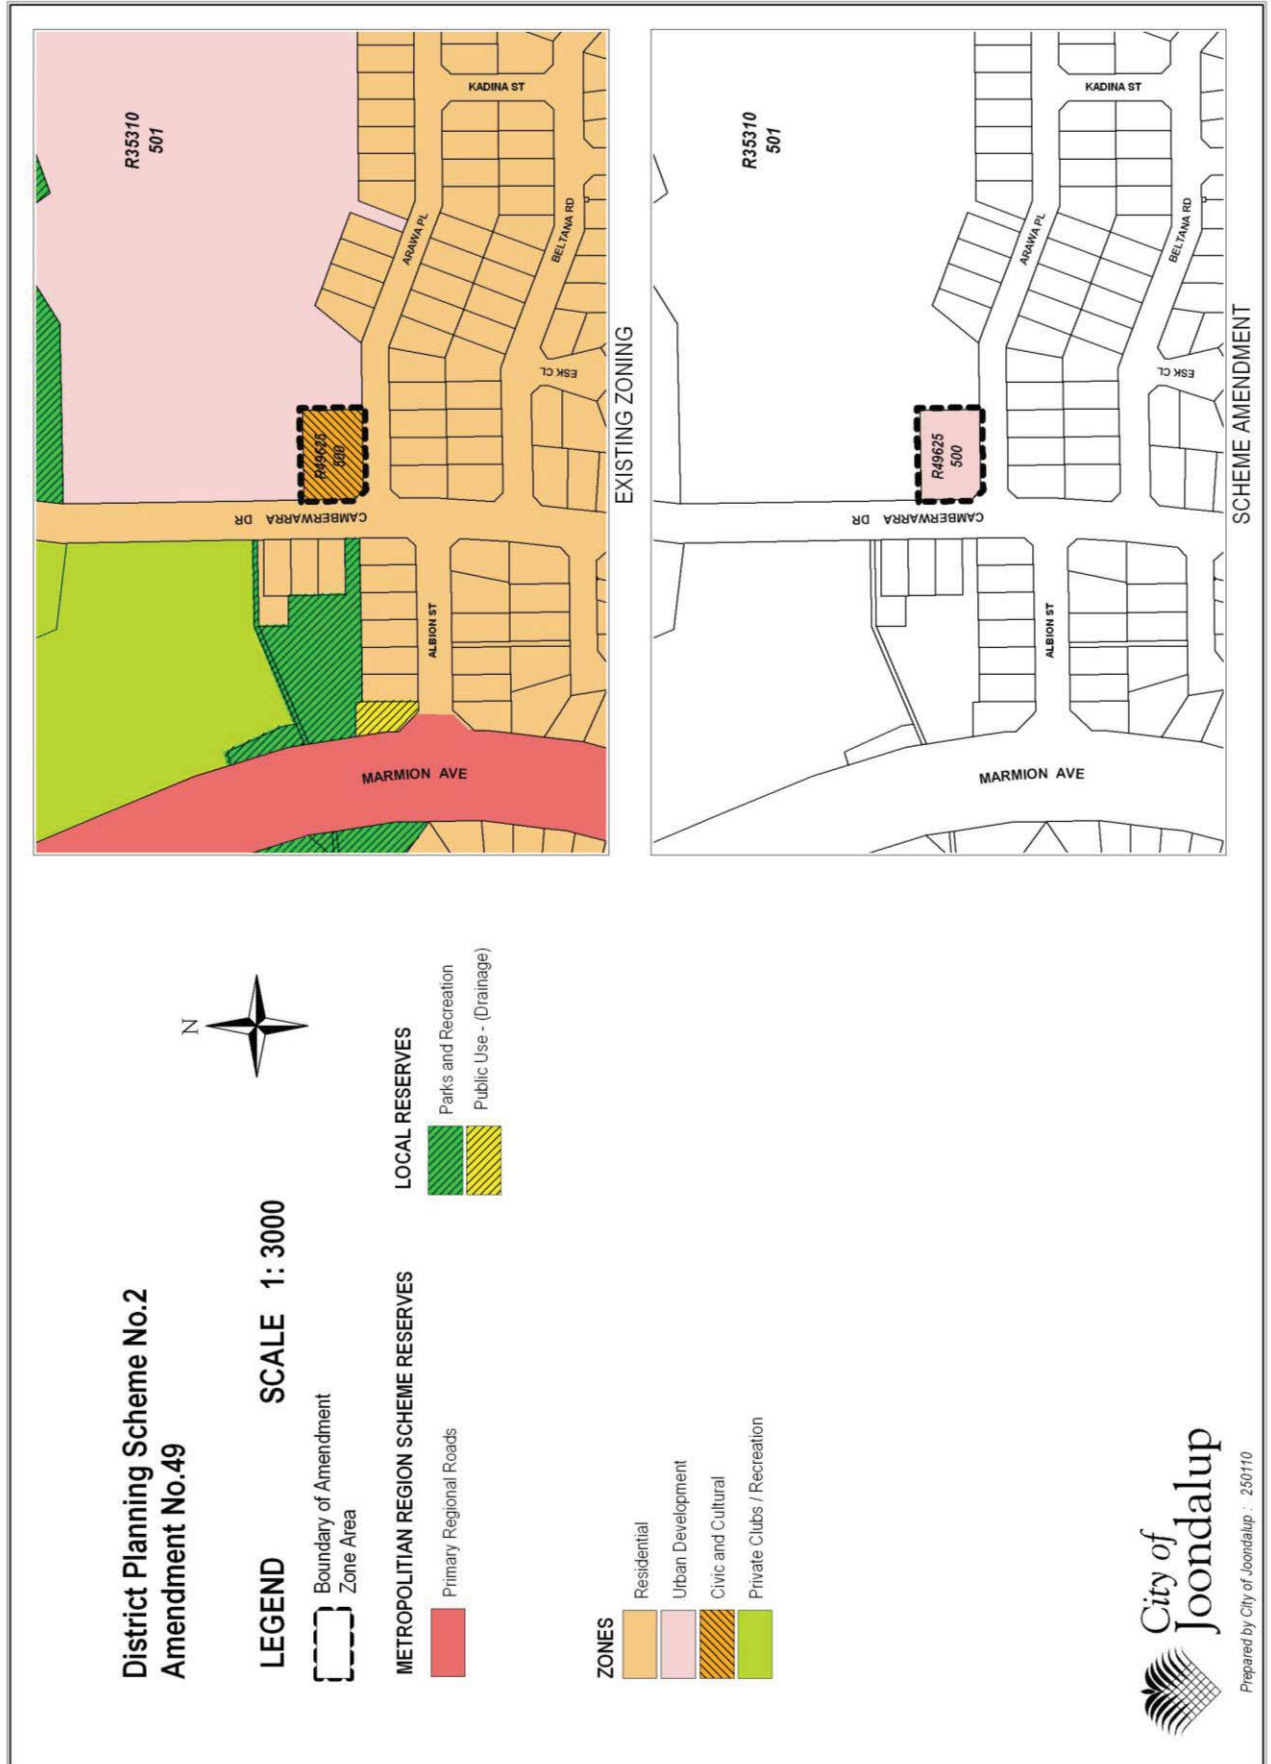 District Planning Scheme No.2
Amendment No.49
LEGEND
SCALE 1: 3000
N
Boundary of Amendment
Zone Area
METROPOLITIAN REGION SCHEME RESERVES
Primary Regional Roads
LOCAL RESERVES
Parks and Recreation
Public Use - (Drainage)
ZONES
Residential
Urban Development
Civic and Cultural
Private Clubs / Recreation
City of
Joondalup
Prepared by City of Joondalup : 250110
R35310
501
KADINA ST
ARAWA PL
BELTANA RD
ESK CL
R49625
500
CAMBERWARRA DR
ALBION ST
MARMION AVE
EXISTING ZONING
R35310
501
KADINA ST
ARAWA PL
BELTANA RD
ESK CL
R49625
500
CAMBERWARRA DR
ALBION ST
MARMION AVE
SCHEME AMENDMENT